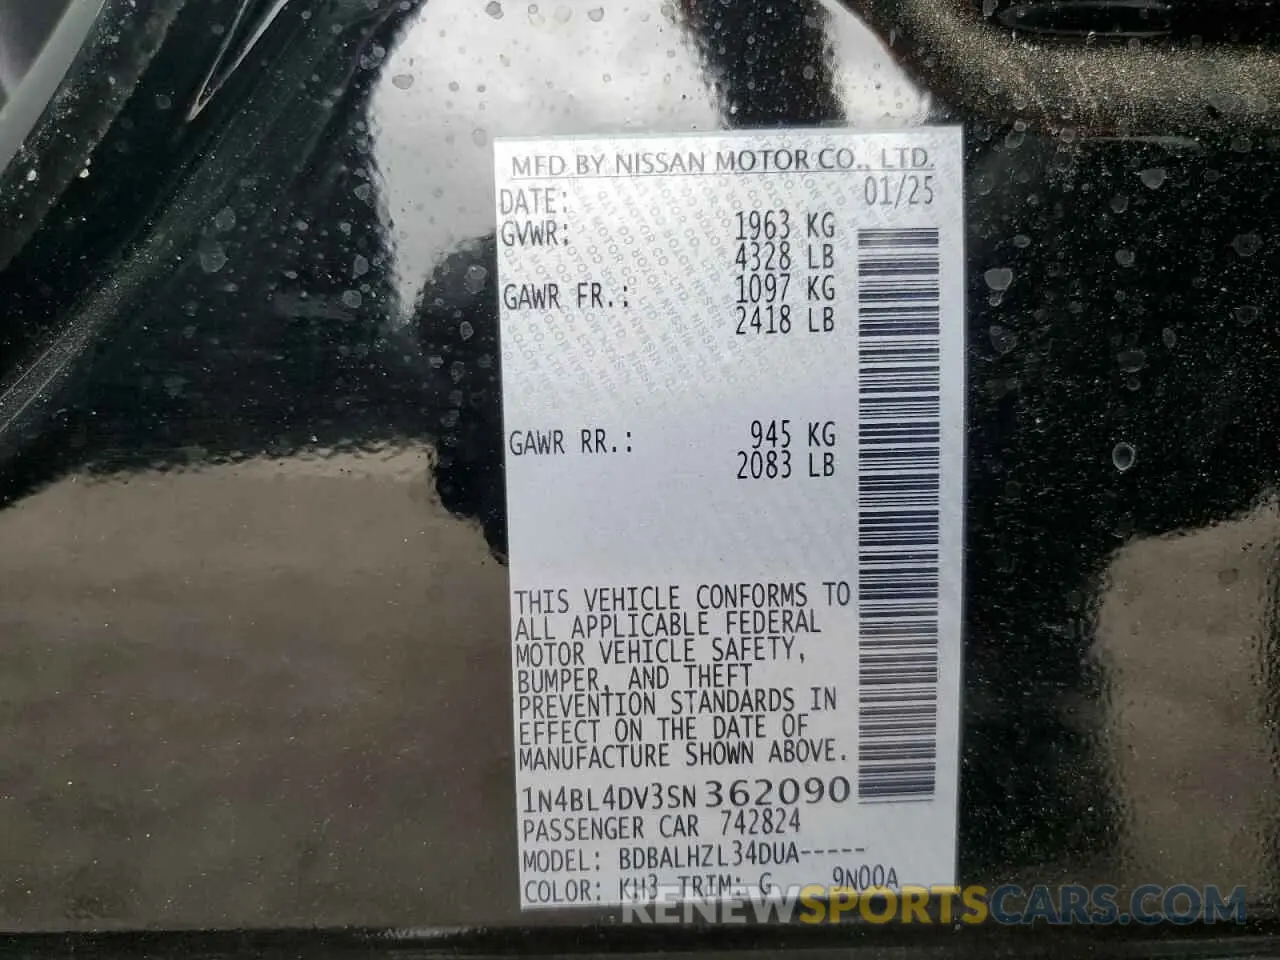 MFD BY NISSAN MOTOR CO., LTD.
DATE: 01/25
GVWR: 1963 KG
4328 LB
GAWR FR.: 1097 KG
2418 LB
GAWR RR.: 945 KG
2083 LB
THIS VEHICLE CONFORMS TO
ALL APPLICABLE FEDERAL
MOTOR VEHICLE SAFETY,
BUMPER, AND THEFT
PREVENTION STANDARDS IN
EFFECT ON THE DATE OF
MANUFACTURE SHOWN ABOVE.
1N4BL4DV3SN362090
PASSENGER CAR 742824
MODEL: BDBALHZL34DUA-----
COLOR: KH3 TRIM: G 9N00A
RENEWSPORTSCARS.COM